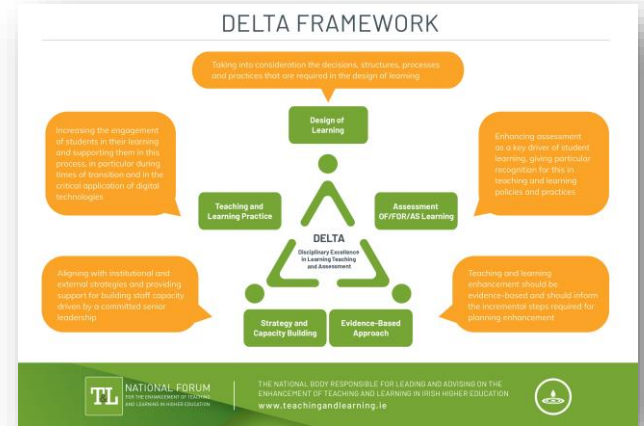 DELTA FRAMEWORK
Taking into consideration the decisions, structures, processes
and practices that are required in the design of learning
Design of
Learning
Increasing the engagement
of students in their learning
and supporting them in this
process, in particular during
times of transition and in the
critical application of digital
technologies
Enhancing assessment
as a key driver of student
learning, giving particular
recognition for this in
teaching and learning
policies and practices
Teaching and
Learning Practice
Assessment
OF/FOR/AS Learning
DELTA
Disciplinary Excellence
in Learning Teaching
and Assessment
Aligning with institutional and
external strategies and providing
support for building staff capacity
driven by a committed senior
leadership
Teaching and learning
enhancement should be
evidence-based and should inform
the incremental steps required for
planning enhancement
Strategy and
Capacity Building
Evidence-Based
Approach
T&L
NATIONAL FORUM
FOR THE ENHANCEMENT OF TEACHING
AND LEARNING IN HIGHER EDUCATION
THE NATIONAL BODY RESPONSIBLE FOR LEADING AND ADVISING ON THE
ENHANCEMENT OF TEACHING AND LEARNING IN IRISH HIGHER EDUCATION
www.teachingandlearning.ie